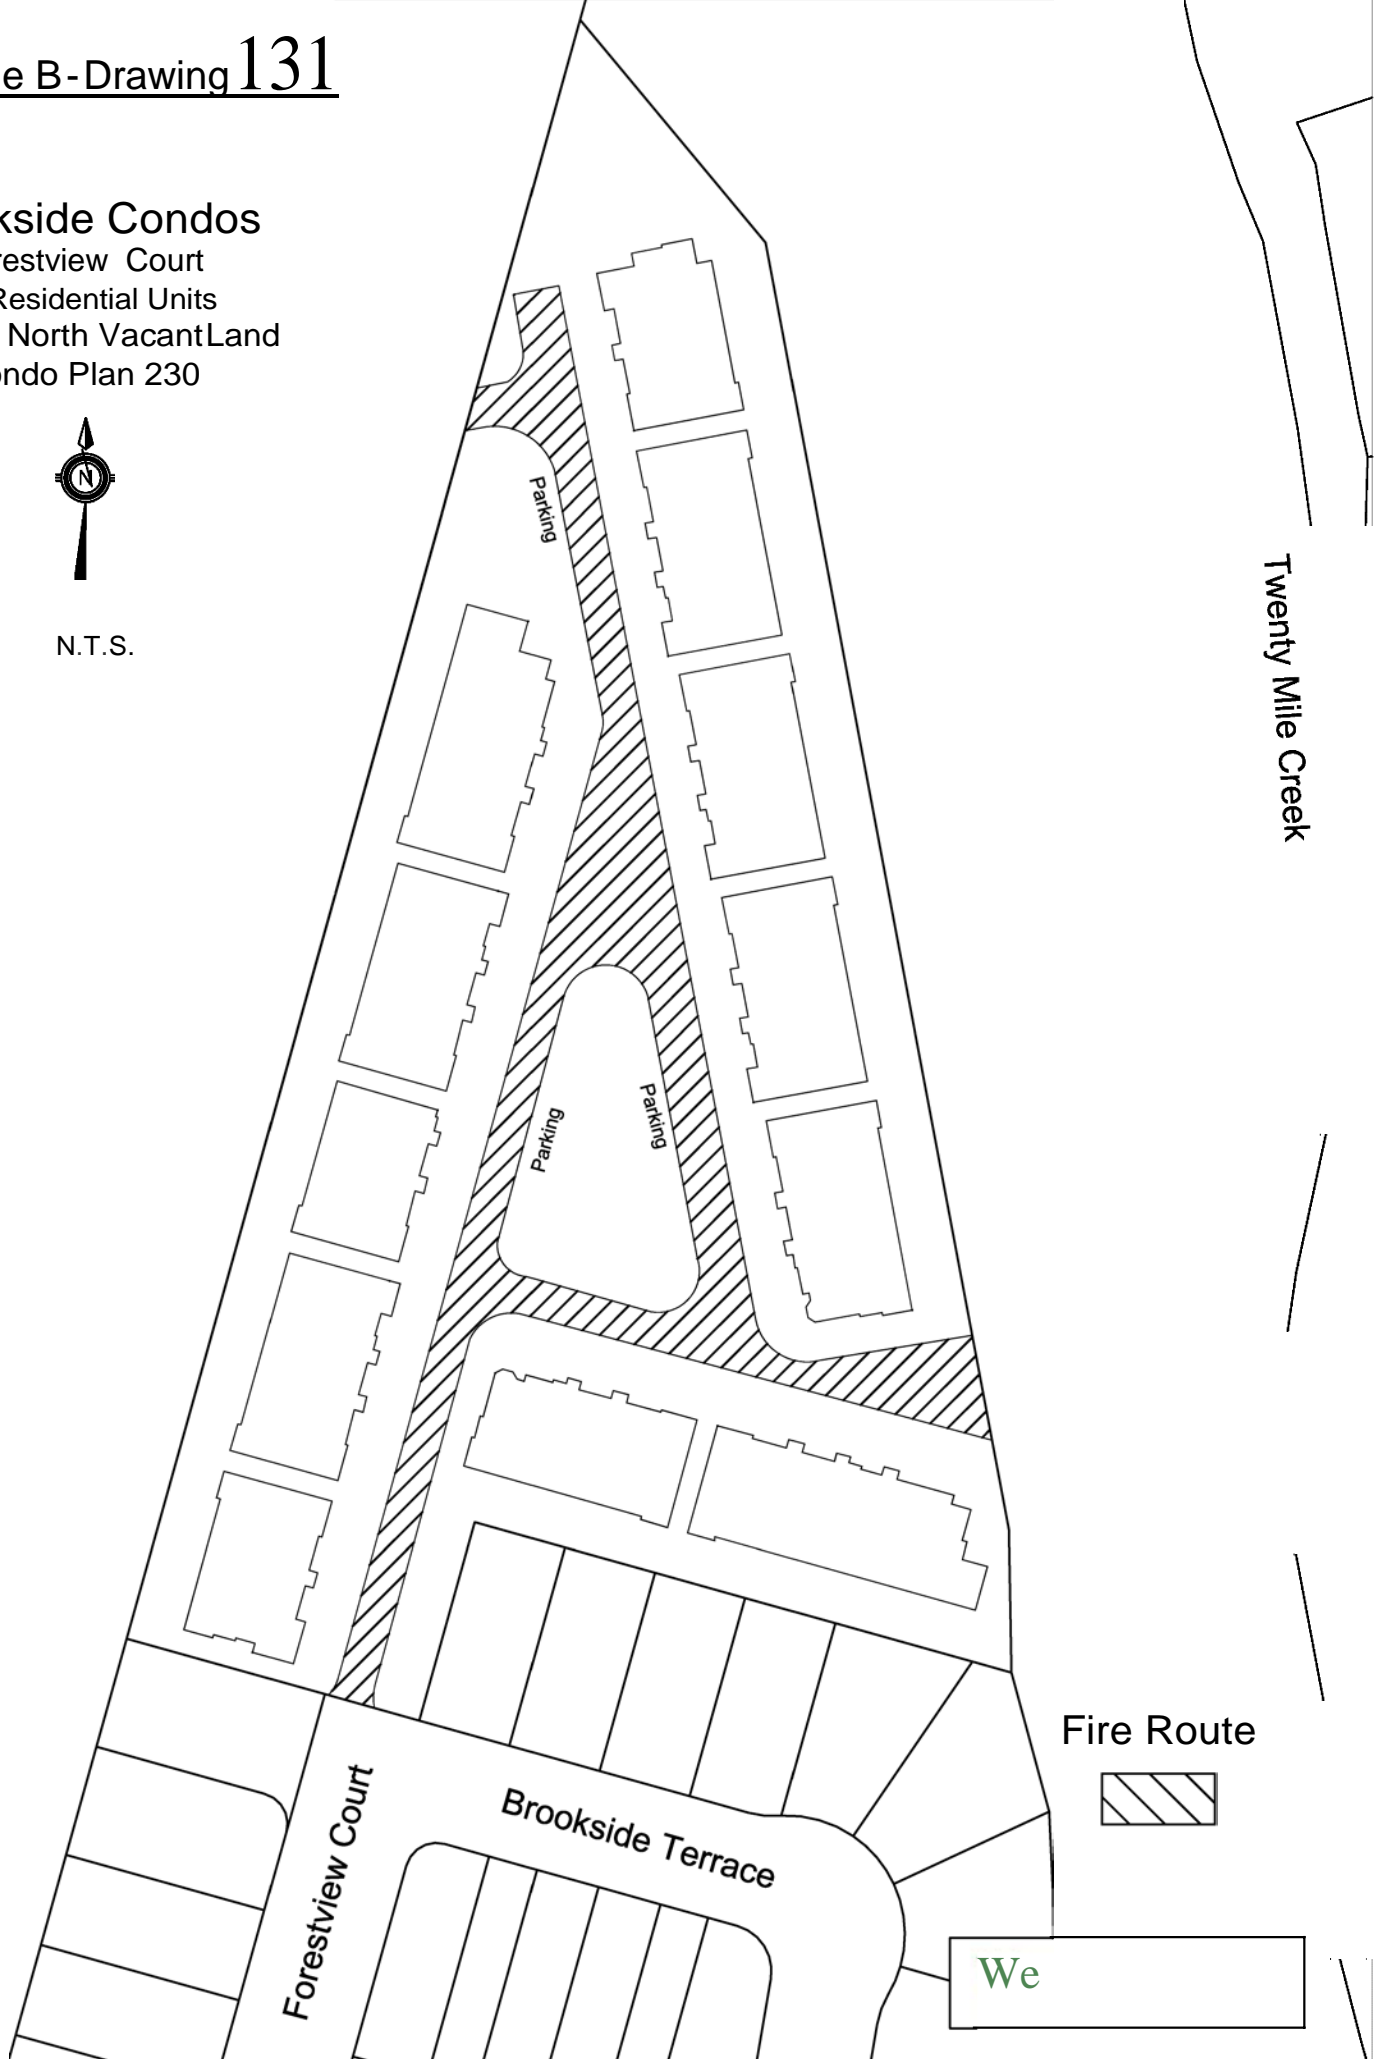 e B-Drawing 131
kside Condos
restview Court
Residential Units
North Vacant Land
ondo Plan 230
N
N.T.S.
Parking
Twenty Mile Creek
Parking
Parking
Fire Route
Brookside Terrace
Forestview Court
We